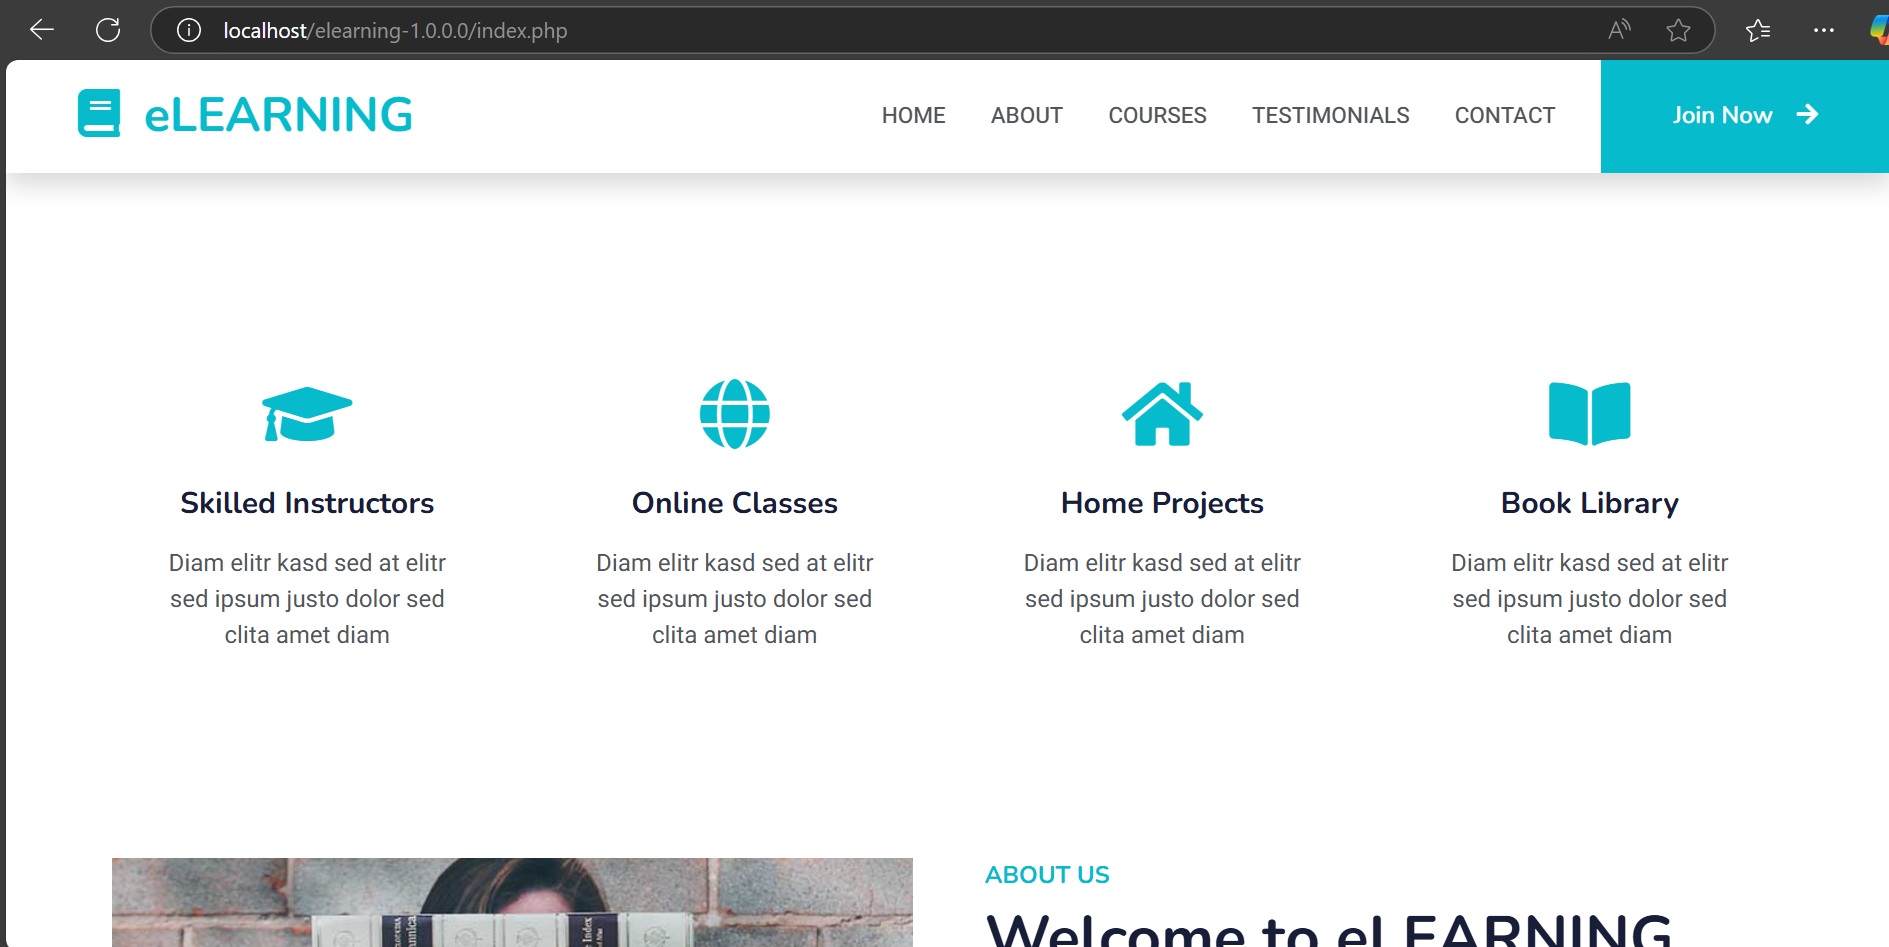 localhost/elearning-1.0.0.0/index.php
eLEARNING
HOME ABOUT COURSES TESTIMONIALS CONTACT Join Now
Skilled Instructors
Diam elitr kasd sed at elitr
sed ipsum justo dolor sed
clita amet diam
Online Classes
Diam elitr kasd sed at elitr
sed ipsum justo dolor sed
clita amet diam
Home Projects
Diam elitr kasd sed at elitr
sed ipsum justo dolor sed
clita amet diam
Book Library
Diam elitr kasd sed at elitr
sed ipsum justo dolor sed
clita amet diam
ABOUT US
Welcome to eLEARNING